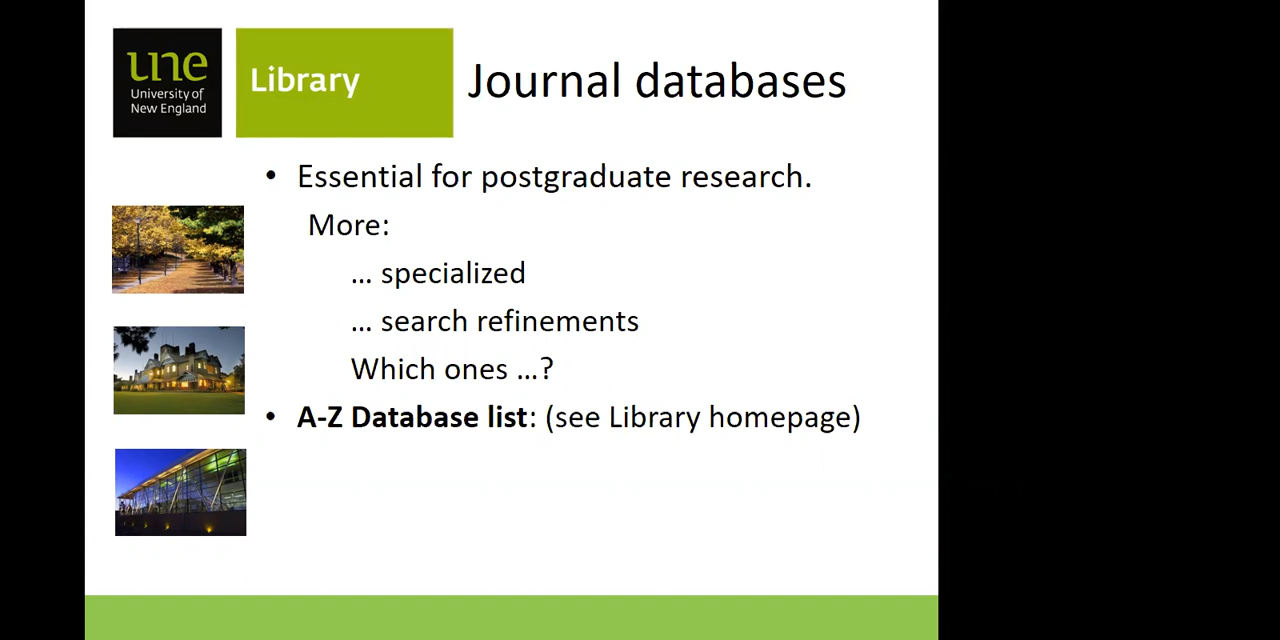 une
University of
New England
Library
Journal databases
• Essential for postgraduate research.
More:
... specialized
... search refinements
Which ones ...?
• A-Z Database list: (see Library homepage)